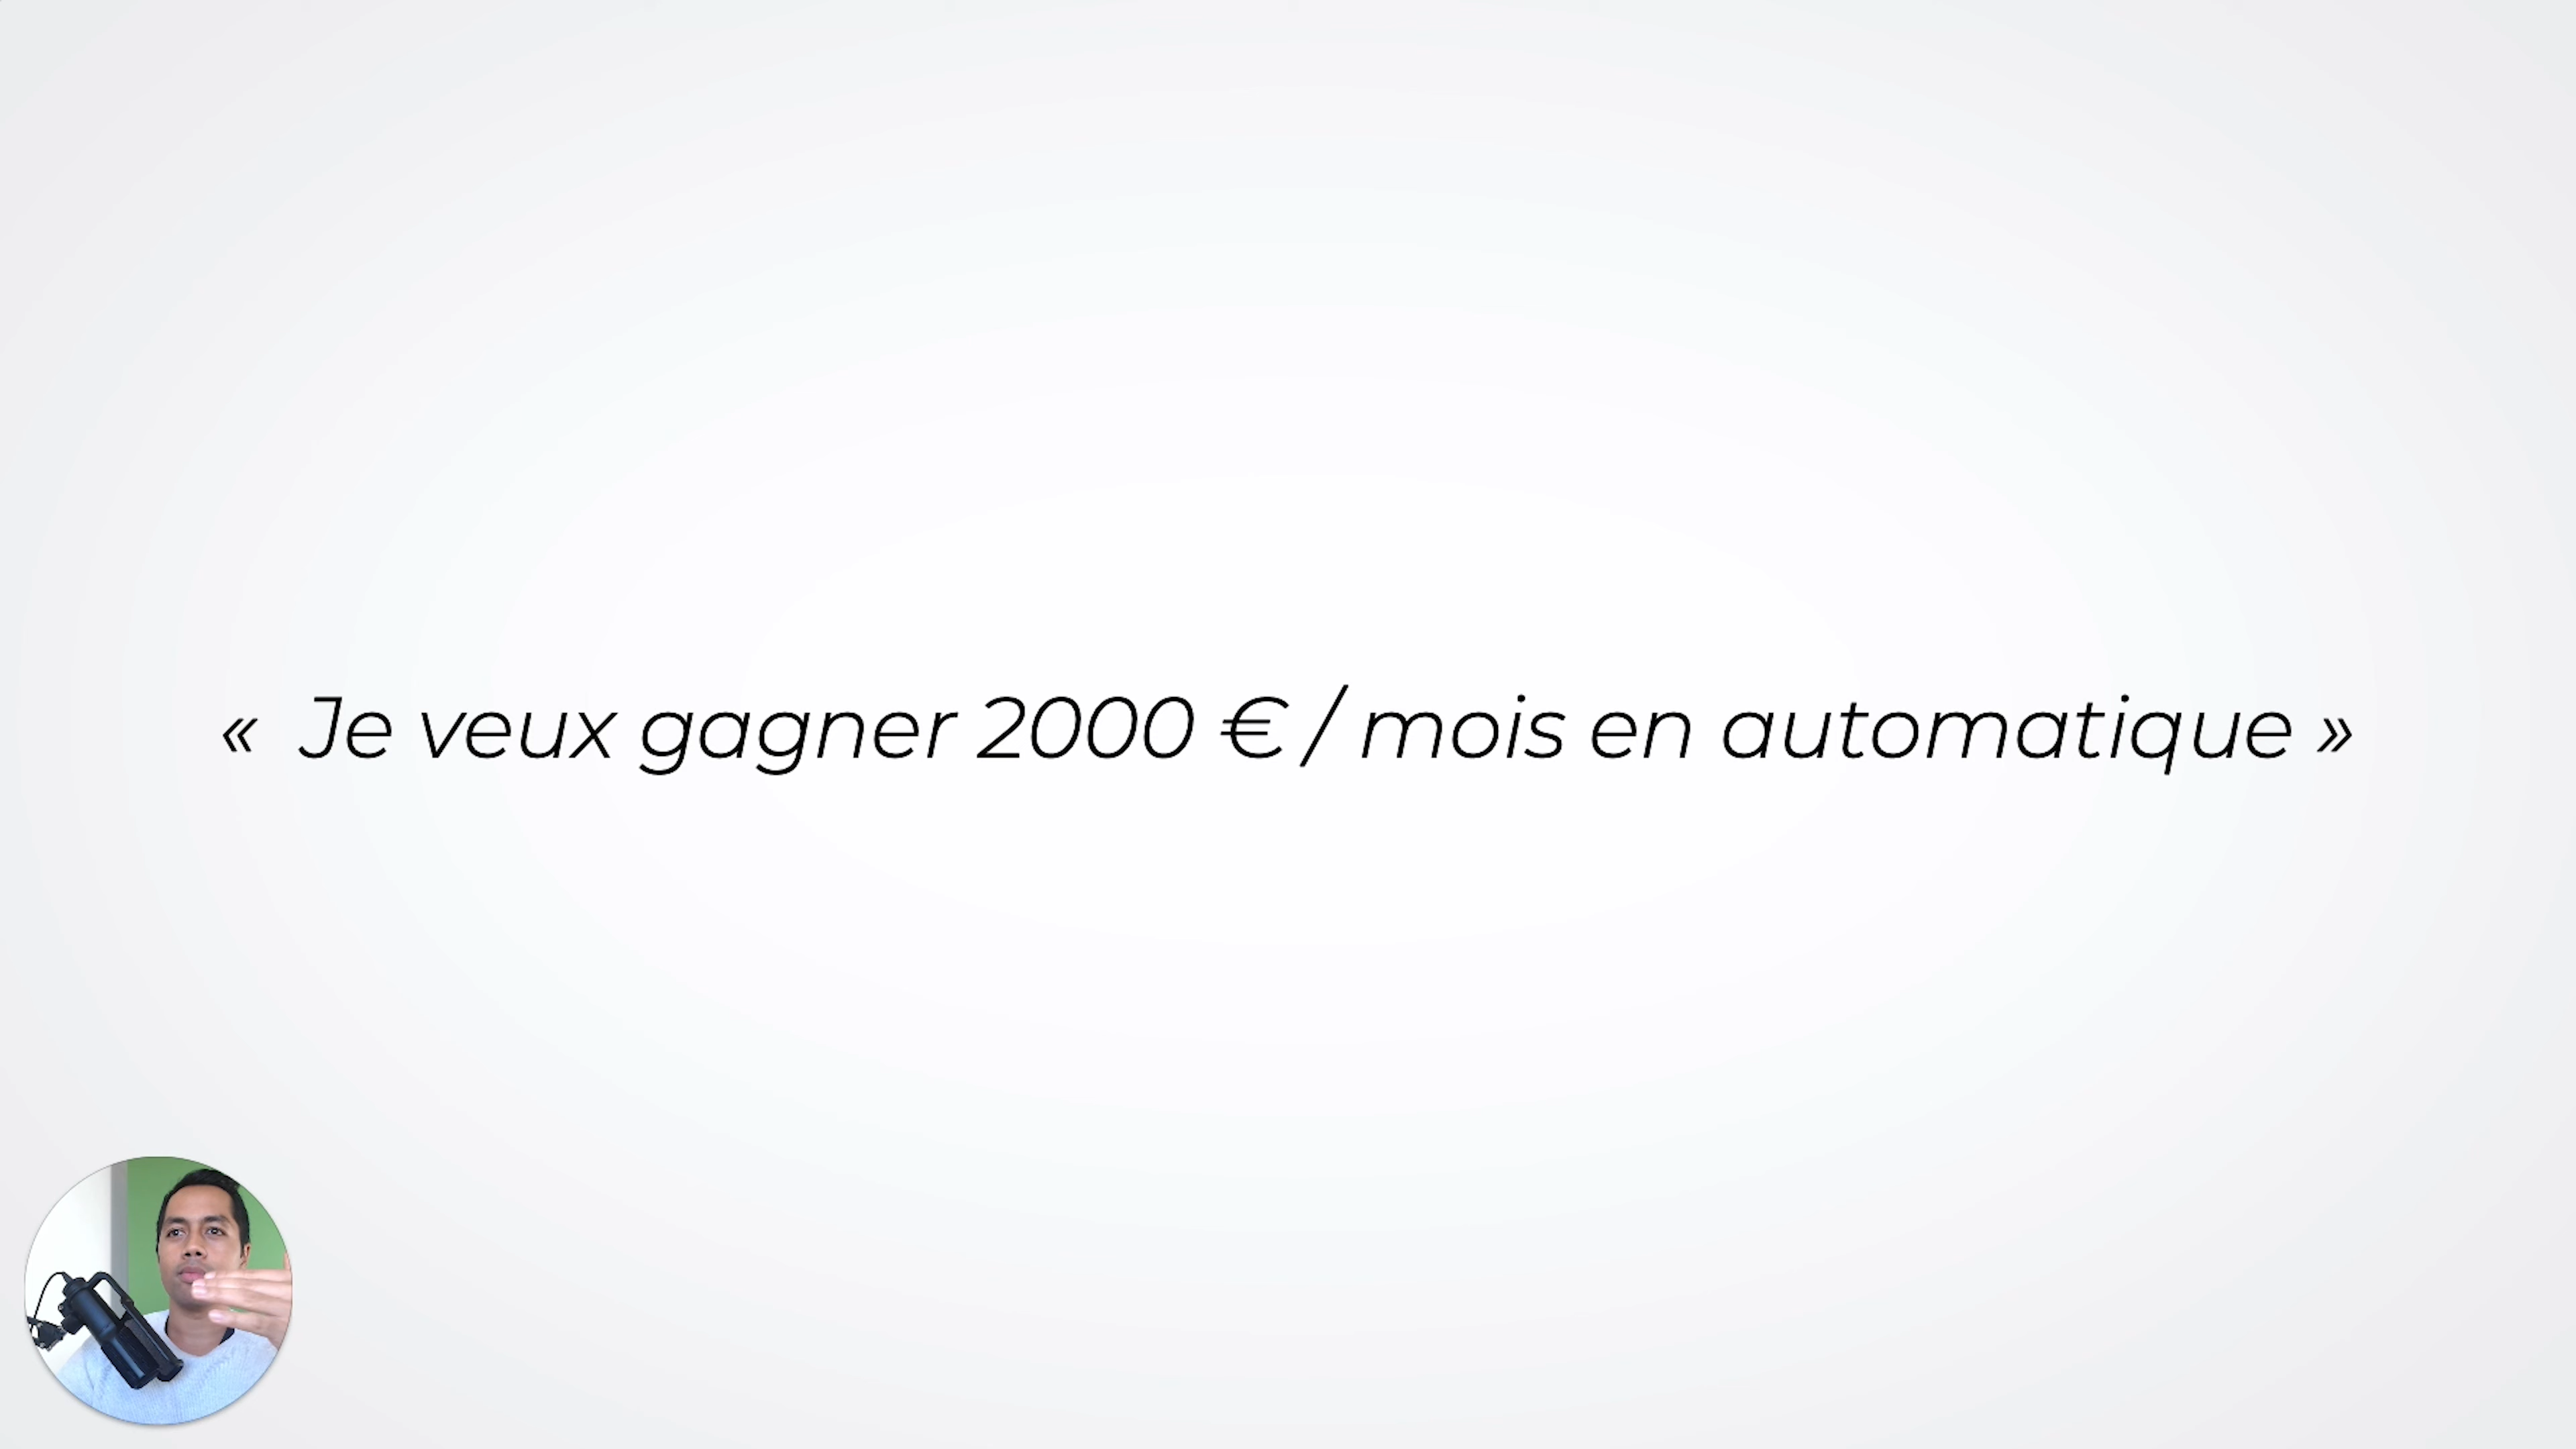 «  Je veux gagner 2000 € / mois en automatique »